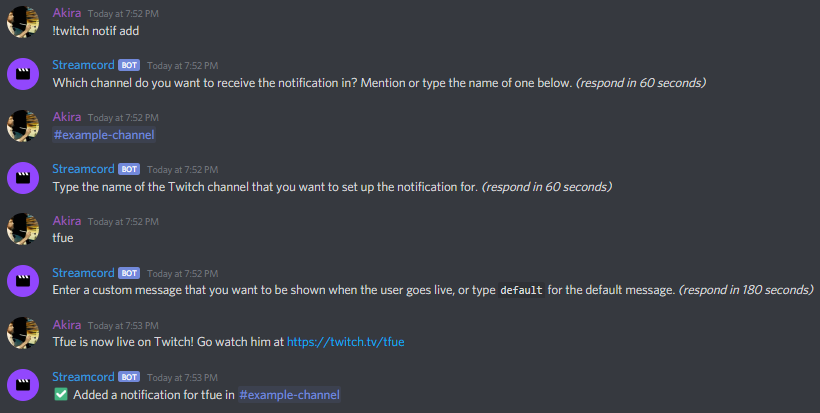 Akira Today at 7:52 PM
!twitch notif add
Streamcord BOT Today at 7:52 PM
Which channel do you want to receive the notification in? Mention or type the name of one below. (respond in 60 seconds)
Akira Today at 7:52 PM
#example-channel
Streamcord BOT Today at 7:52 PM
Type the name of the Twitch channel that you want to set up the notification for. (respond in 60 seconds)
Akira Today at 7:52 PM
tfue
Streamcord BOT Today at 7:52 PM
Enter a custom message that you want to be shown when the user goes live, or type default for the default message. (respond in 180 seconds)
Akira Today at 7:53 PM
Tfue is now live on Twitch! Go watch him at https://twitch.tv/tfue
Streamcord BOT Today at 7:53 PM
✅ Added a notification for tfue in #example-channel